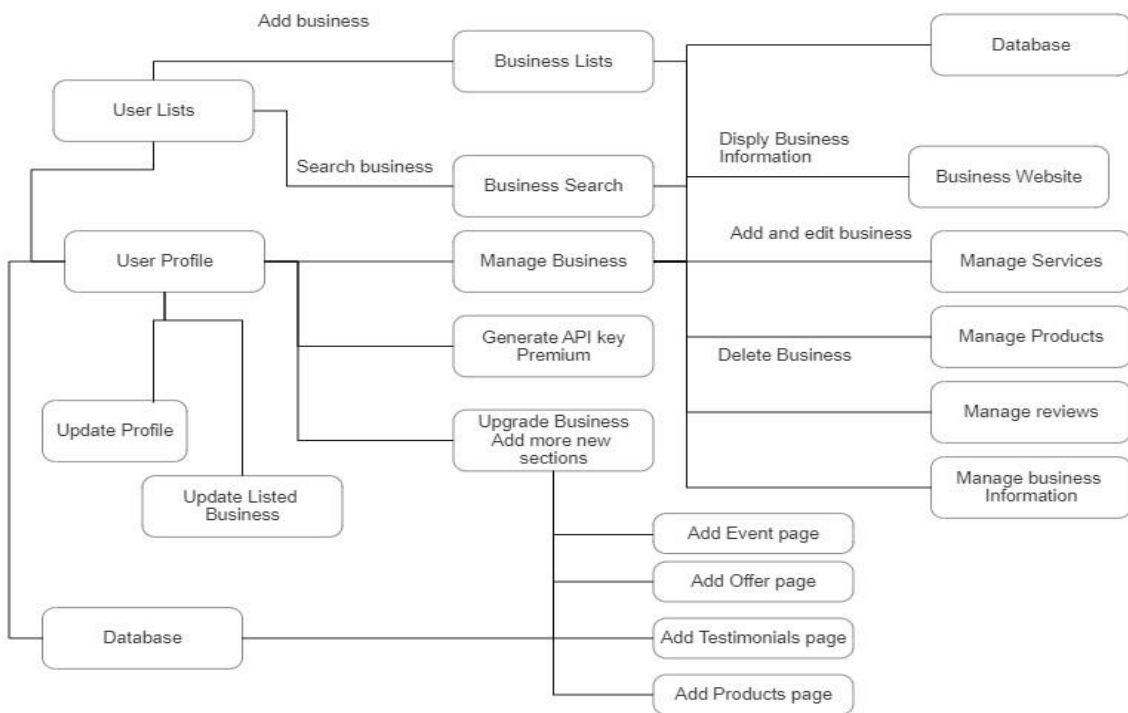 Add business
Business Lists
Database
User Lists
Disply Business
Information
Search business
Business Search
Business Website
Add and edit business
User Profile
Manage Business
Manage Services
Generate API key
Premium
Delete Business
Manage Products
Update Profile
Upgrade Business
Add more new
sections
Manage reviews
Update Listed
Business
Manage business
Information
Add Event page
Add Offer page
Database
Add Testimonials page
Add Products page